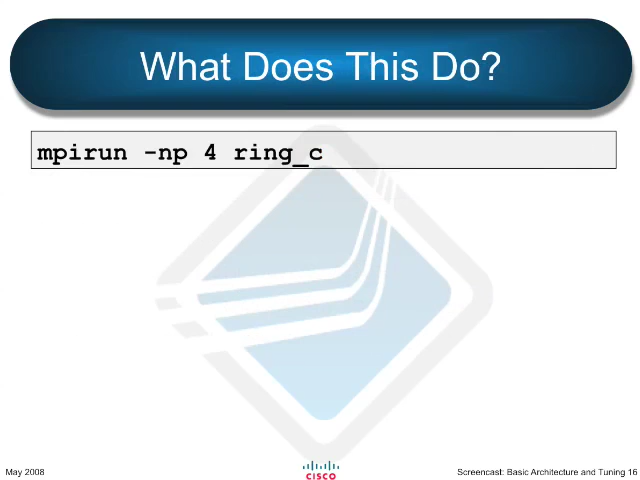 What Does This Do?
mpirun -np 4 ring_c
May 2008
CISCO
Screencast: Basic Architecture and Tuning 16